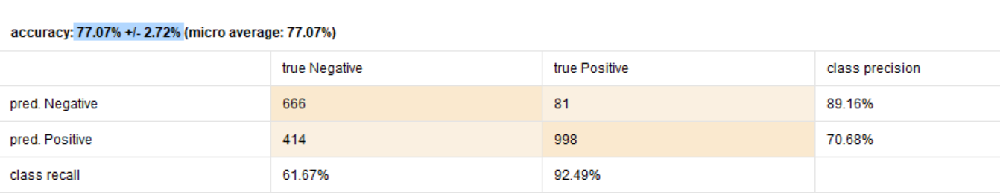 accuracy: 77.07% +/- 2.72% (micro average: 77.07%)
true Negative true Positive class precision
pred. Negative 666 81 89.16%
pred. Positive 414 998 70.68%
class recall 61.67% 92.49%